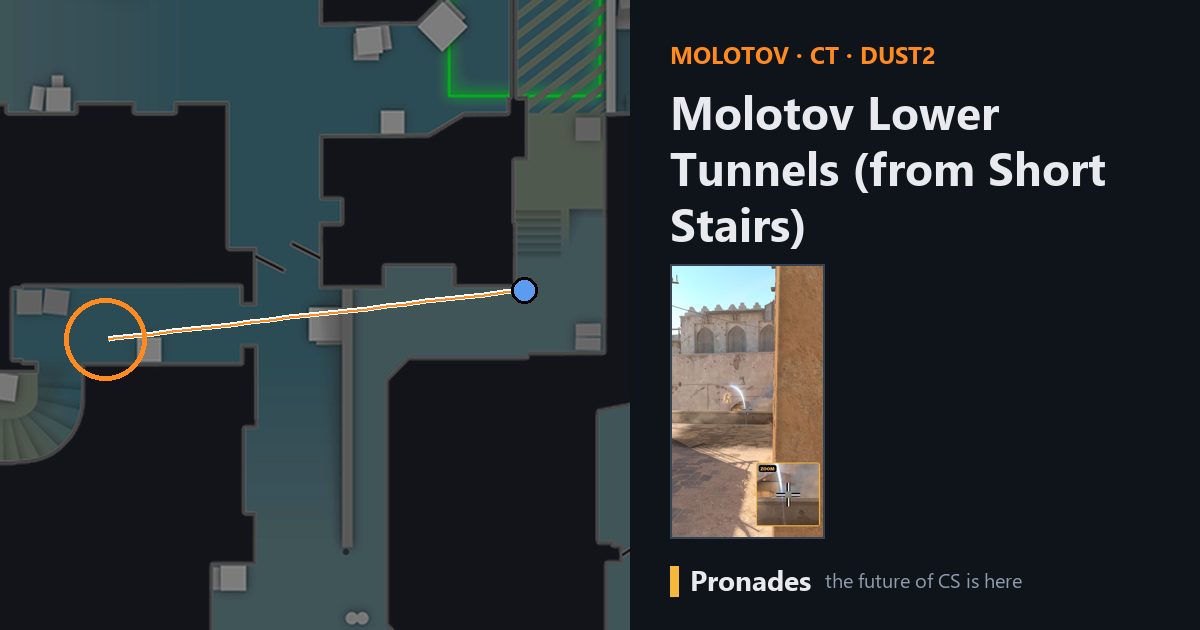 MOLOTOV · CT · DUST2
Molotov Lower
Tunnels (from Short
Stairs)
ZOOM
Pronades the future of CS is here